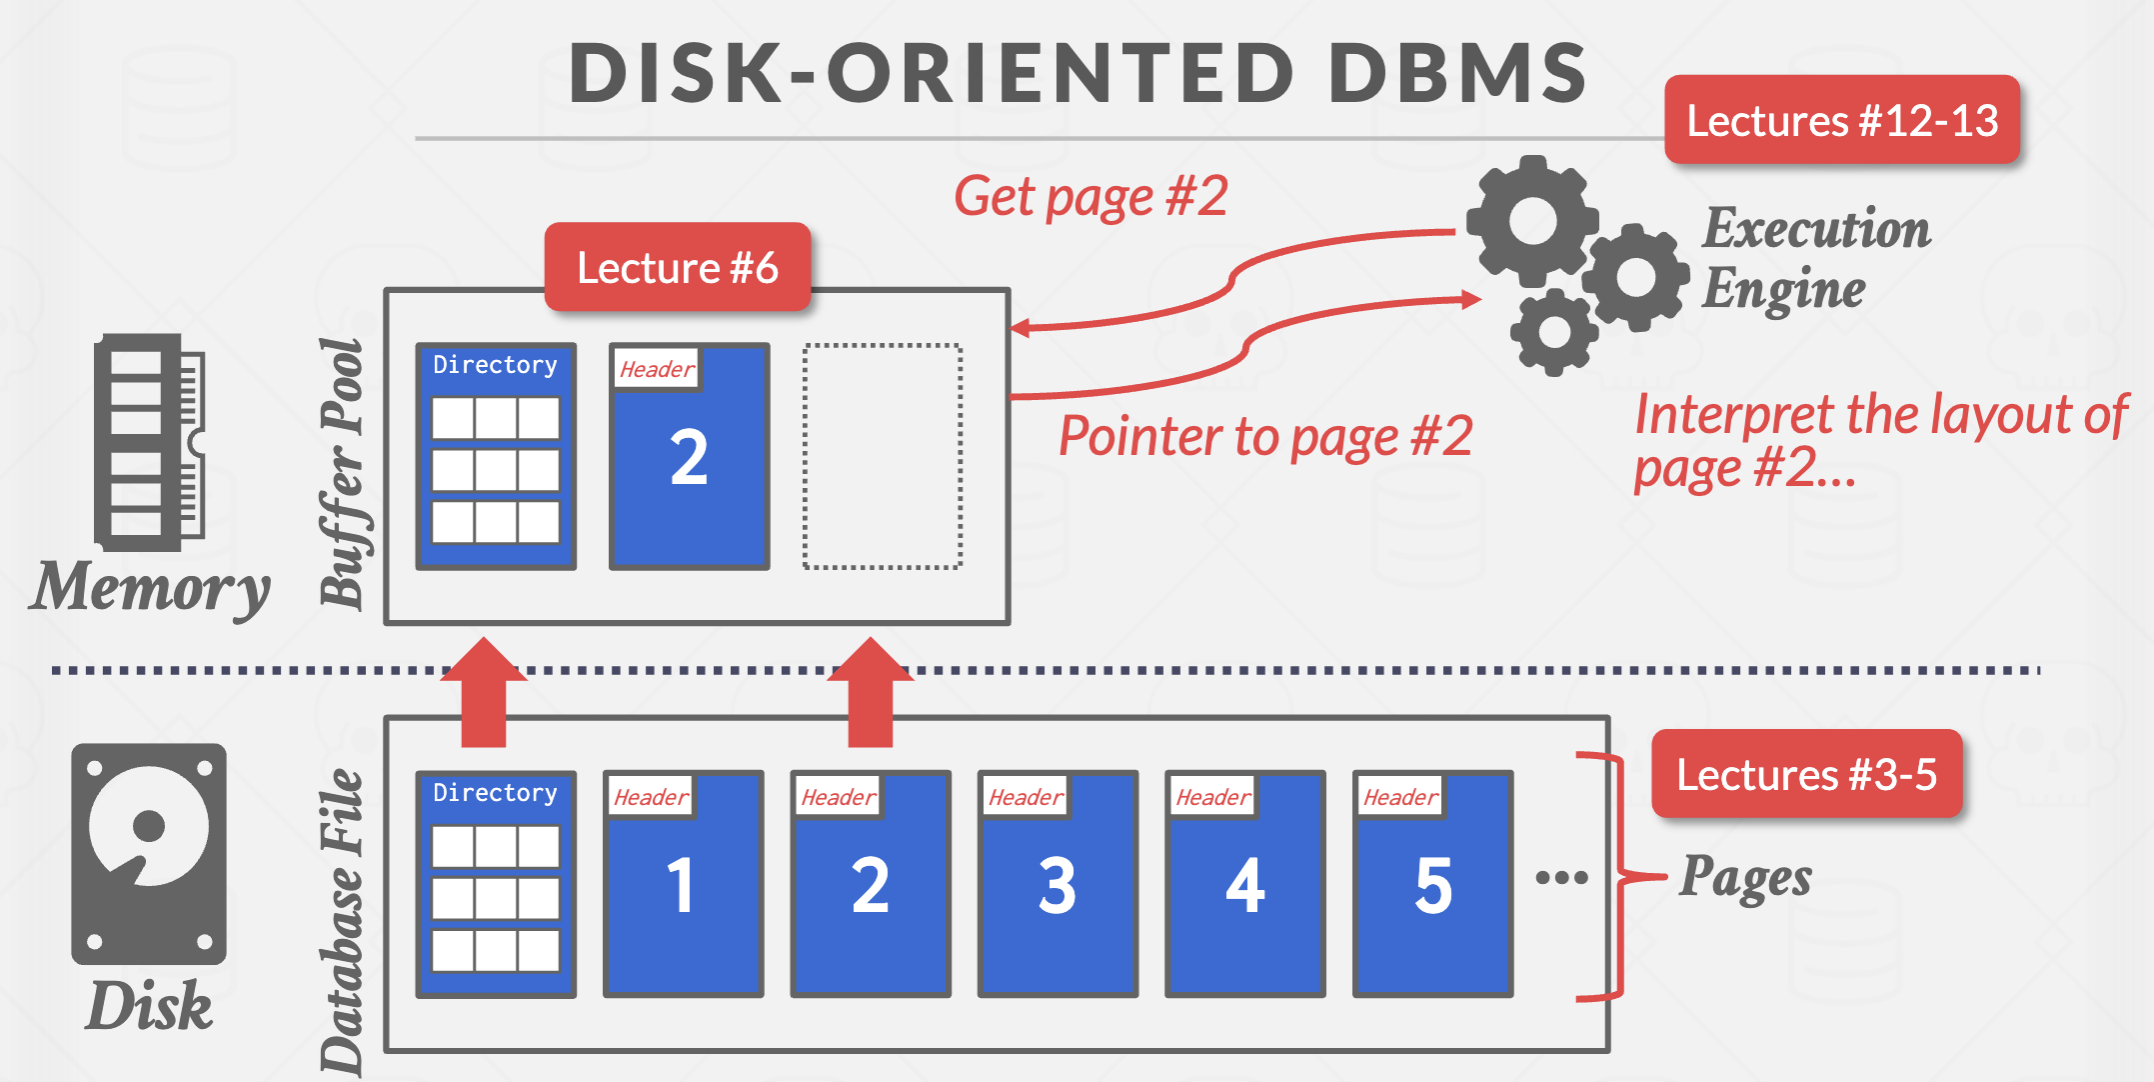 DISK-ORIENTED DBMS
Lectures #12-13
Get page #2
Execution
Engine
Lecture #6
Buffer Pool
Directory
Header
2
Pointer to page #2
Interpret the layout of
page #2...
Memory
Database File
Directory
Header
1
Header
2
Header
3
Header
4
Header
5
...
Lectures #3-5
Pages
Disk